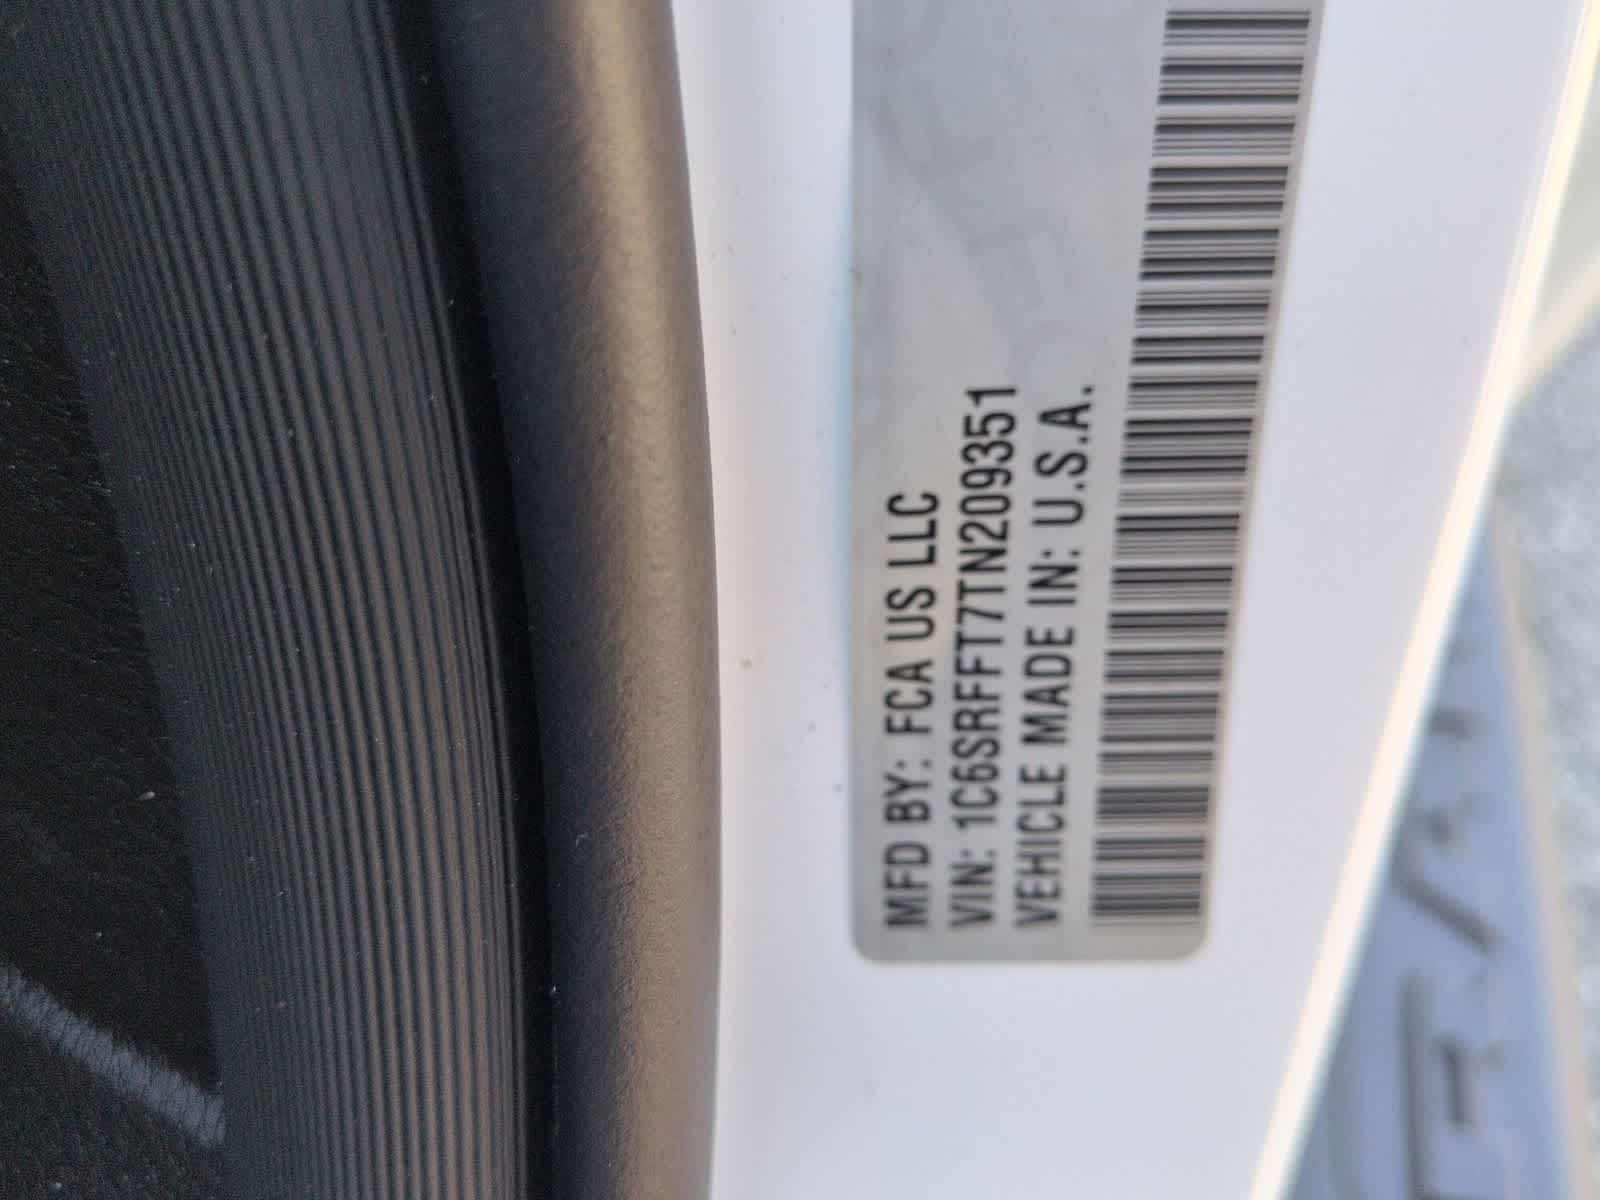 MFD BY: FCA US LLC
VIN: 1C6SRFFT7TN209351
VEHICLE MADE IN: U.S.A.